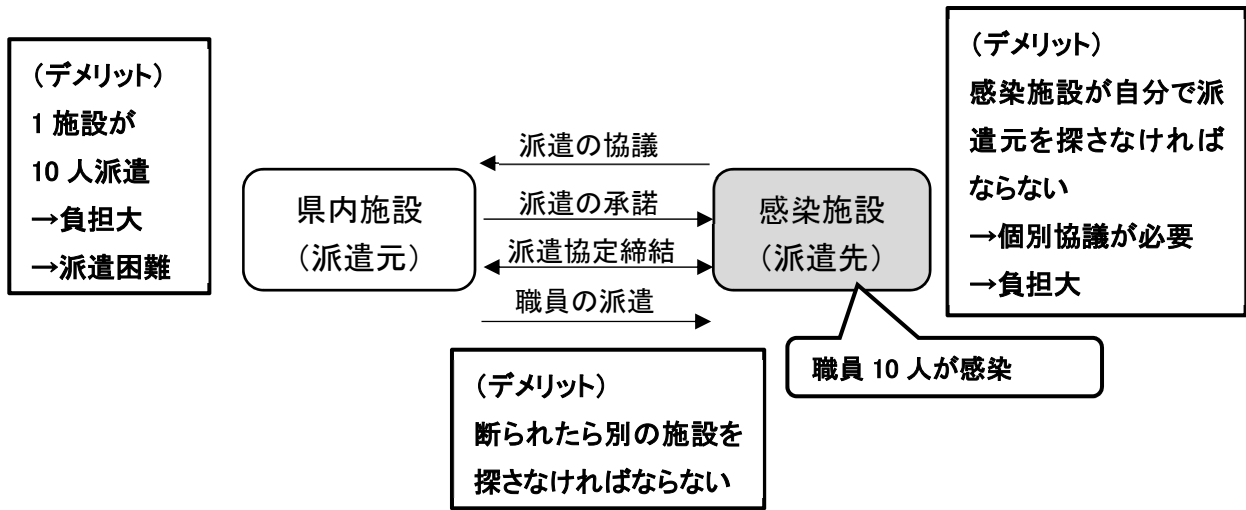 (デメリット)
1 施設が
10 人派遣
→負担大
→派遣困難
県内施設
(派遣元)
派遣の協議
派遣の承諾
派遣協定締結
職員の派遣
感染施設
(派遣先)
(デメリット)
感染施設が自分で派
遣元を探さなければ
ならない
→個別協議が必要
→負担大
職員 10 人が感染
(デメリット)
断られたら別の施設を
探さなければならない